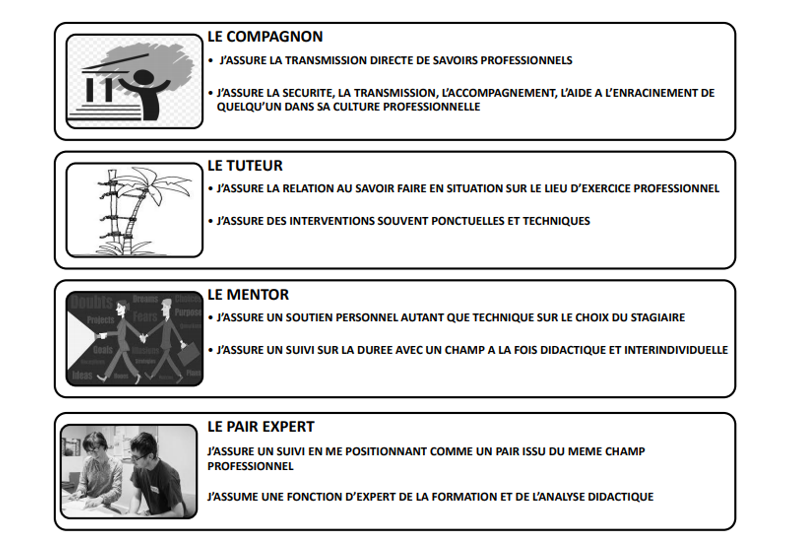 LE COMPAGNON
• J'ASSURE LA TRANSMISSION DIRECTE DE SAVOIRS PROFESSIONNELS
• J'ASSURE LA SECURITE, LA TRANSMISSION, L'ACCOMPAGNEMENT, L'AIDE A L'ENRACINEMENT DE
QUELQU'UN DANS SA CULTURE PROFESSIONNELLE
LE TUTEUR
• J'ASSURE LA RELATION AU SAVOIR FAIRE EN SITUATION SUR LE LIEU D'EXERCICE PROFESSIONNEL
• J'ASSURE DES INTERVENTIONS SOUVENT PONCTUELLES ET TECHNIQUES
Doubts
Dreams
Projects
Fears
Goals
Ideas
LE MENTOR
• J'ASSURE UN SOUTIEN PERSONNEL AUTANT QUE TECHNIQUE SUR LE CHOIX DU STAGIAIRE
• J'ASSURE UN SUIVI SUR LA DUREE AVEC UN CHAMP A LA FOIS DIDACTIQUE ET INTERINDIVIDUELLE
LE PAIR EXPERT
J'ASSURE UN SUIVI EN ME POSITIONNANT COMME UN PAIR ISSU DU MEME CHAMP
PROFESSIONNEL
J'ASSUME UNE FONCTION D'EXPERT DE LA FORMATION ET DE L'ANALYSE DIDACTIQUE